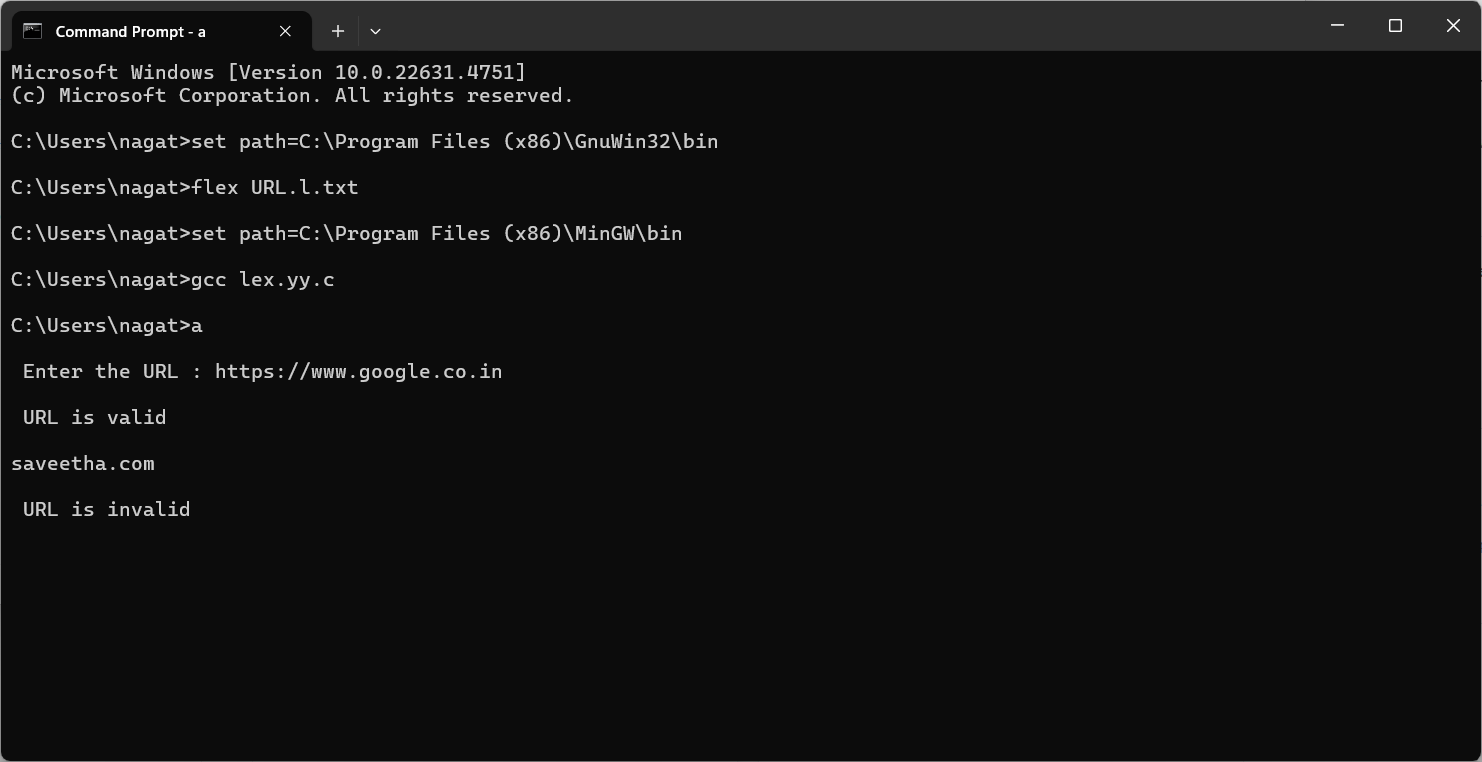 Command Prompt - a
Microsoft Windows [Version 10.0.22631.4751]
(c) Microsoft Corporation. All rights reserved.
C:\Users\nagat>set path=C:\Program Files (x86)\GnuWin32\bin
C:\Users\nagat>flex URL.l.txt
C:\Users\nagat>set path=C:\Program Files (x86)\MinGW\bin
C:\Users\nagat>gcc lex.yy.c
C:\Users\nagat>a
Enter the URL : https://www.google.co.in
URL is valid
saveetha.com
URL is invalid